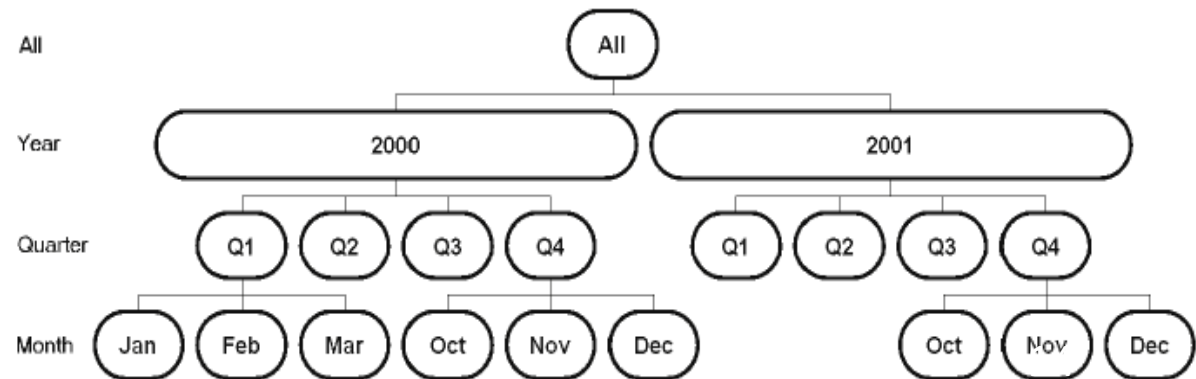 All All
Year 2000 2001
Quarter Q1 Q2 Q3 Q4 Q1 Q2 Q3 Q4
Month Jan Feb Mar Oct Nov Dec Oct Nov Dec